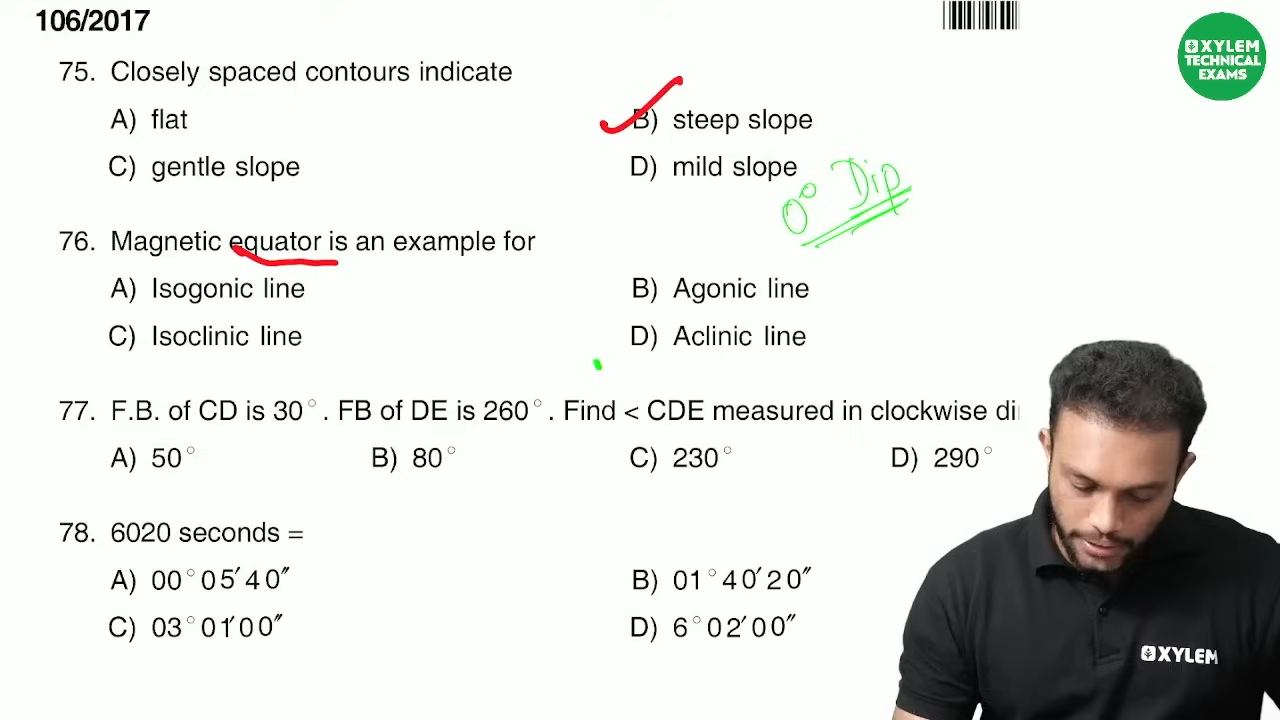 106/2017
XYLEM
TECHNICAL
EXAMS
75. Closely spaced contours indicate
A) flat
B) steep slope
C) gentle slope
D) mild slope
0° Dip
76. Magnetic equator is an example for
A) Isogonic line
B) Agonic line
C) Isoclinic line
D) Aclinic line
77. F.B. of CD is 30°. FB of DE is 260°. Find < CDE measured in clockwise di
A) 50° B) 80° C) 230° D) 290°
78. 6020 seconds =
A) 00°05′40″
B) 01°40′20″
C) 03°01′00″
D) 6°02′00″
XYLEM